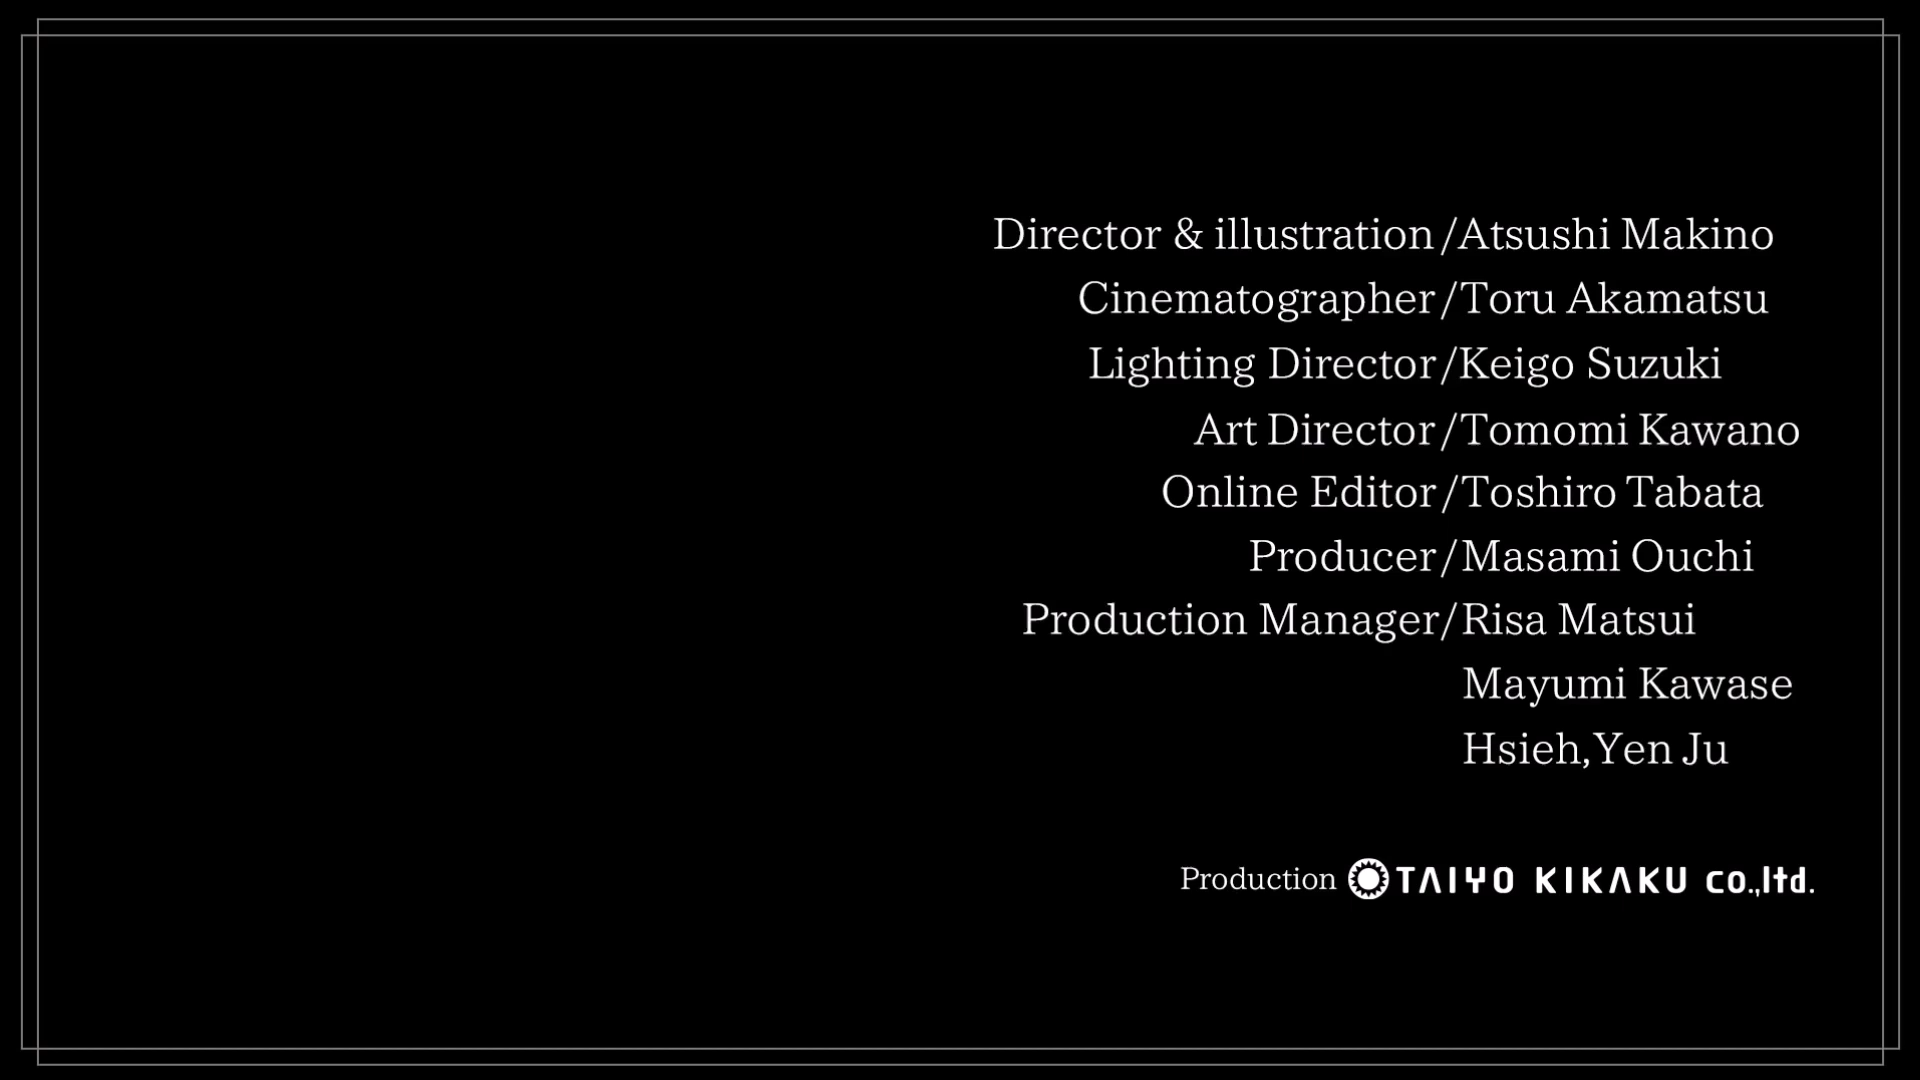 Director & illustration/Atsushi Makino
Cinematographer/Toru Akamatsu
Lighting Director/Keigo Suzuki
Art Director/Tomomi Kawano
Online Editor/Toshiro Tabata
Producer/Masami Ouchi
Production Manager/Risa Matsui
Mayumi Kawase
Hsieh,Yen Ju
Production TAIYO KIKAKU co.,ltd.